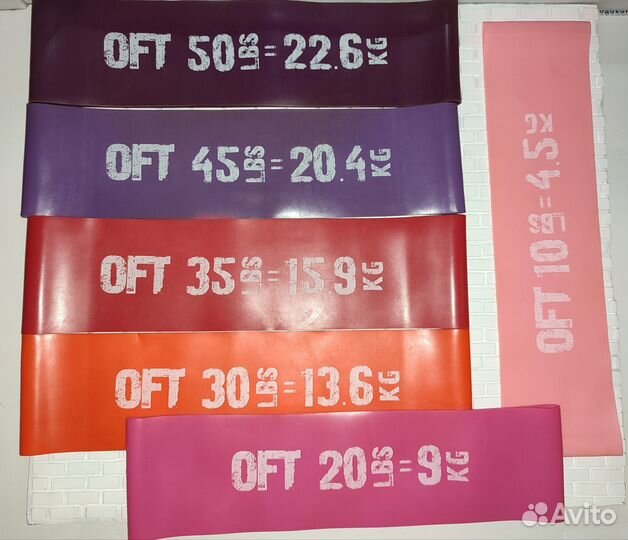 OFT 50 LBS = 22.6 KG
OFT 45 LBS = 20.4 KG
OFT 35 LBS = 15.9 KG
OFT 30 LBS = 13.6 KG
OFT 20 LBS = 9 KG
OFT 10 LBS = 4.5 KG
Avito